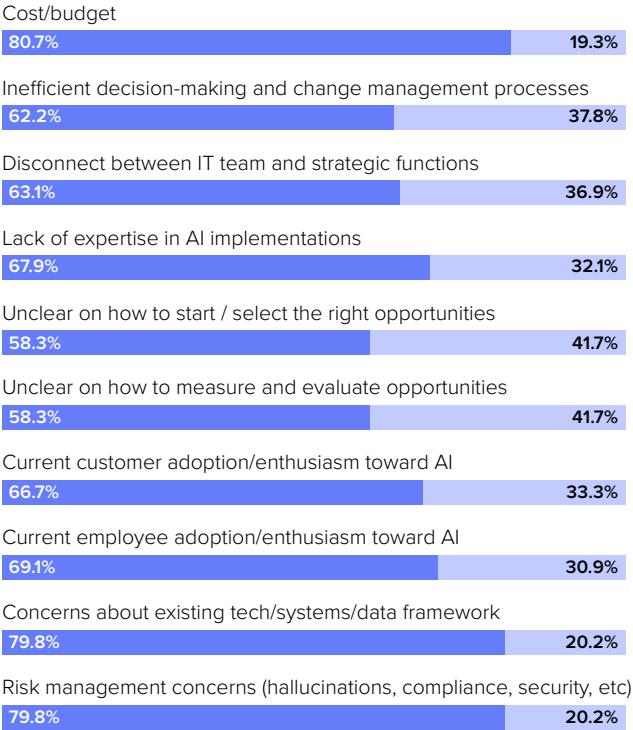 Cost/budget
80.7% 19.3%
Inefficient decision-making and change management processes
62.2% 37.8%
Disconnect between IT team and strategic functions
63.1% 36.9%
Lack of expertise in AI implementations
67.9% 32.1%
Unclear on how to start / select the right opportunities
58.3% 41.7%
Unclear on how to measure and evaluate opportunities
58.3% 41.7%
Current customer adoption/enthusiasm toward AI
66.7% 33.3%
Current employee adoption/enthusiasm toward AI
69.1% 30.9%
Concerns about existing tech/systems/data framework
79.8% 20.2%
Risk management concerns (hallucinations, compliance, security, etc)
79.8% 20.2%